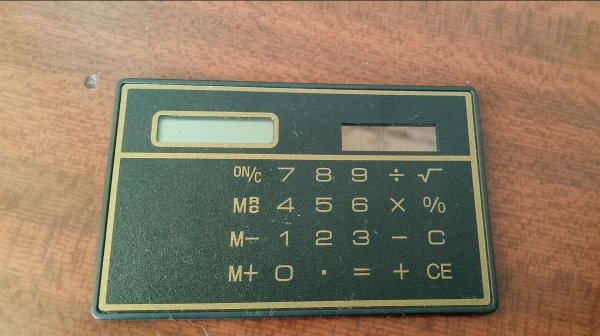 ON/C 7 8 9 ÷ √
MRC 4 5 6 × %
M− 1 2 3 − C
M+ 0 . = + CE